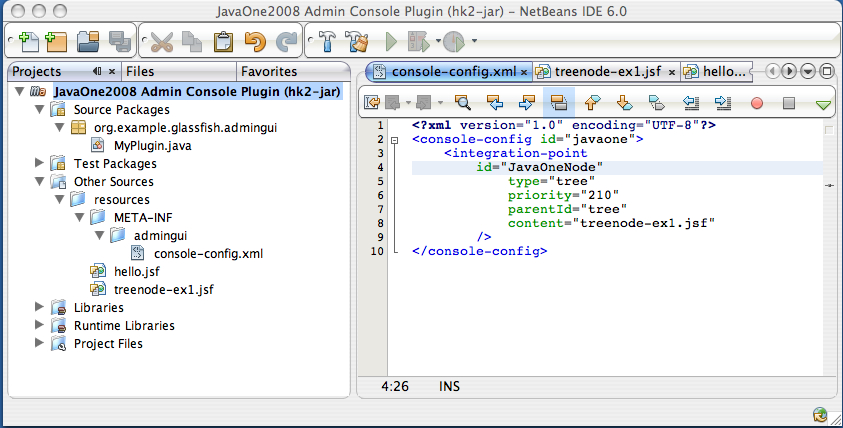 JavaOne2008 Admin Console Plugin (hk2-jar) – NetBeans IDE 6.0
Projects
Files
Favorites
JavaOne2008 Admin Console Plugin (hk2-jar)
Source Packages
org.example.glassfish.admingui
MyPlugin.java
Test Packages
Other Sources
resources
META-INF
admingui
console-config.xml
hello.jsf
treenode-ex1.jsf
Libraries
Runtime Libraries
Project Files
console-config.xml
treenode-ex1.jsf
hello...
1 <?xml version="1.0" encoding="UTF-8"?>
2 <console-config id="javaone">
3 <integration-point
4 id="JavaOneNode"
5 type="tree"
6 priority="210"
7 parentId="tree"
8 content="treenode-ex1.jsf"
9 />
10 </console-config>
4:26 INS